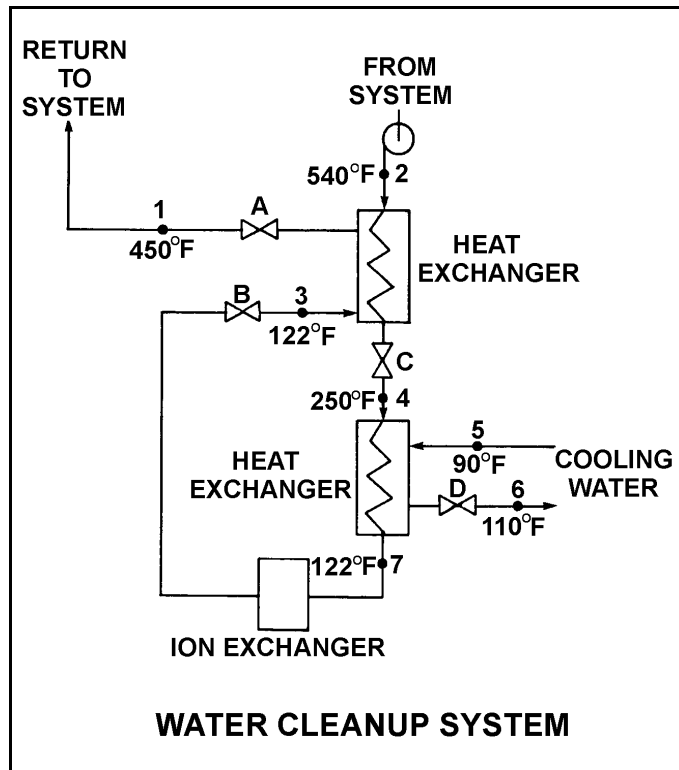 RETURN
TO
SYSTEM
FROM
SYSTEM
540°F 2
1
A
450°F
HEAT
EXCHANGER
B
3
122°F
C
250°F 4
HEAT
EXCHANGER
5
90°F
COOLING
WATER
D
6
110°F
122°F 7
ION EXCHANGER
WATER CLEANUP SYSTEM